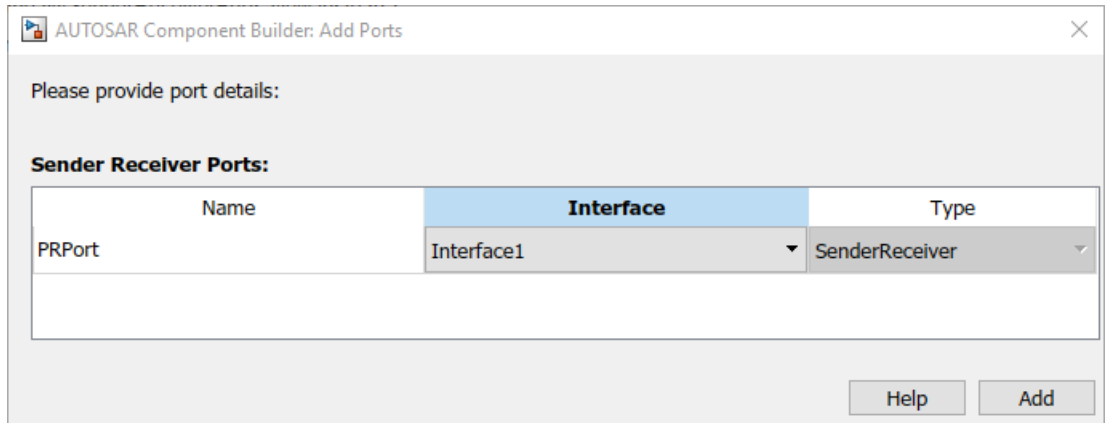 AUTOSAR Component Builder: Add Ports
Please provide port details:
Sender Receiver Ports:
Name Interface Type
PRPort Interface1 SenderReceiver
Help Add